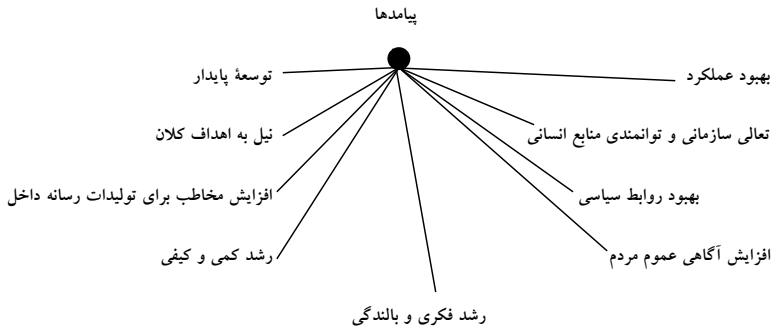 پیامدها
بهبود عملکرد
توسعۀ پایدار
تعالی سازمانی و توانمندی منابع انسانی
نیل به اهداف کلان
بهبود روابط سیاسی
افزایش مخاطب برای تولیدات رسانه داخل
افزایش آگاهی عموم مردم
رشد کمی و کیفی
رشد فکری و بالندگی